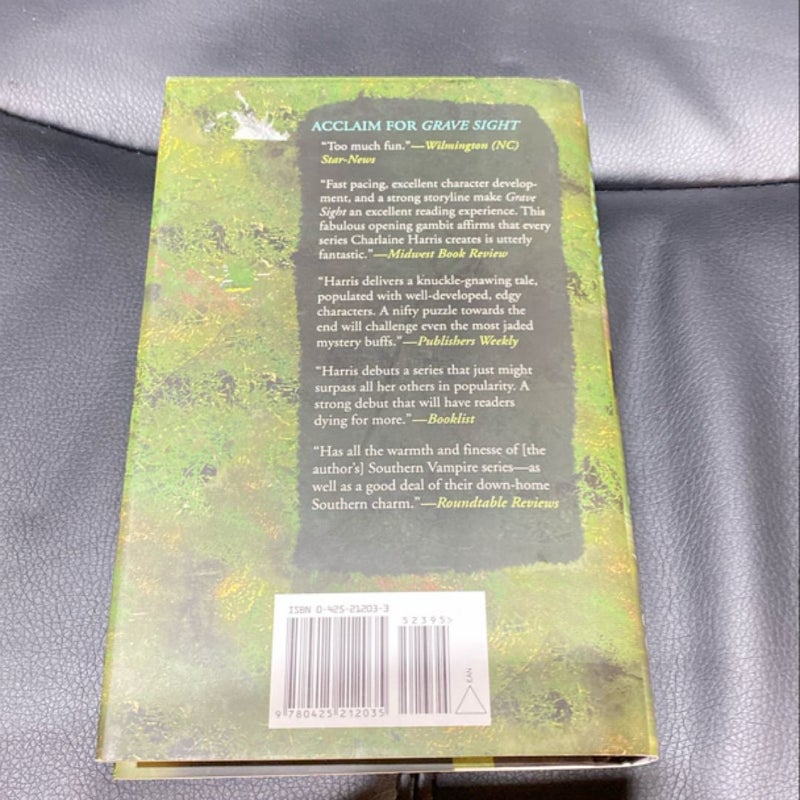 ACCLAIM FOR GRAVE SIGHT
“Too much fun.”—Wilmington (NC)
Star-News
“Fast pacing, excellent character develop-
ment, and a strong storyline make Grave
Sight an excellent reading experience. This
fabulous opening gambit affirms that every
series Charlaine Harris creates is utterly
fantastic.”—Midwest Book Review
“Harris delivers a knuckle-gnawing tale,
populated with well-developed, edgy
characters. A nifty puzzle towards the
end will challenge even the most jaded
mystery buffs.”—Publishers Weekly
“Harris debuts a series that just might
surpass all her others in popularity. A
strong debut that will have readers
dying for more.”—Booklist
“Has all the warmth and finesse of [the
author’s] Southern Vampire series—as
well as a good deal of their down-home
Southern charm.”—Roundtable Reviews
ISBN 0-425-21203-3
52395>
9 780425 212035
EAN